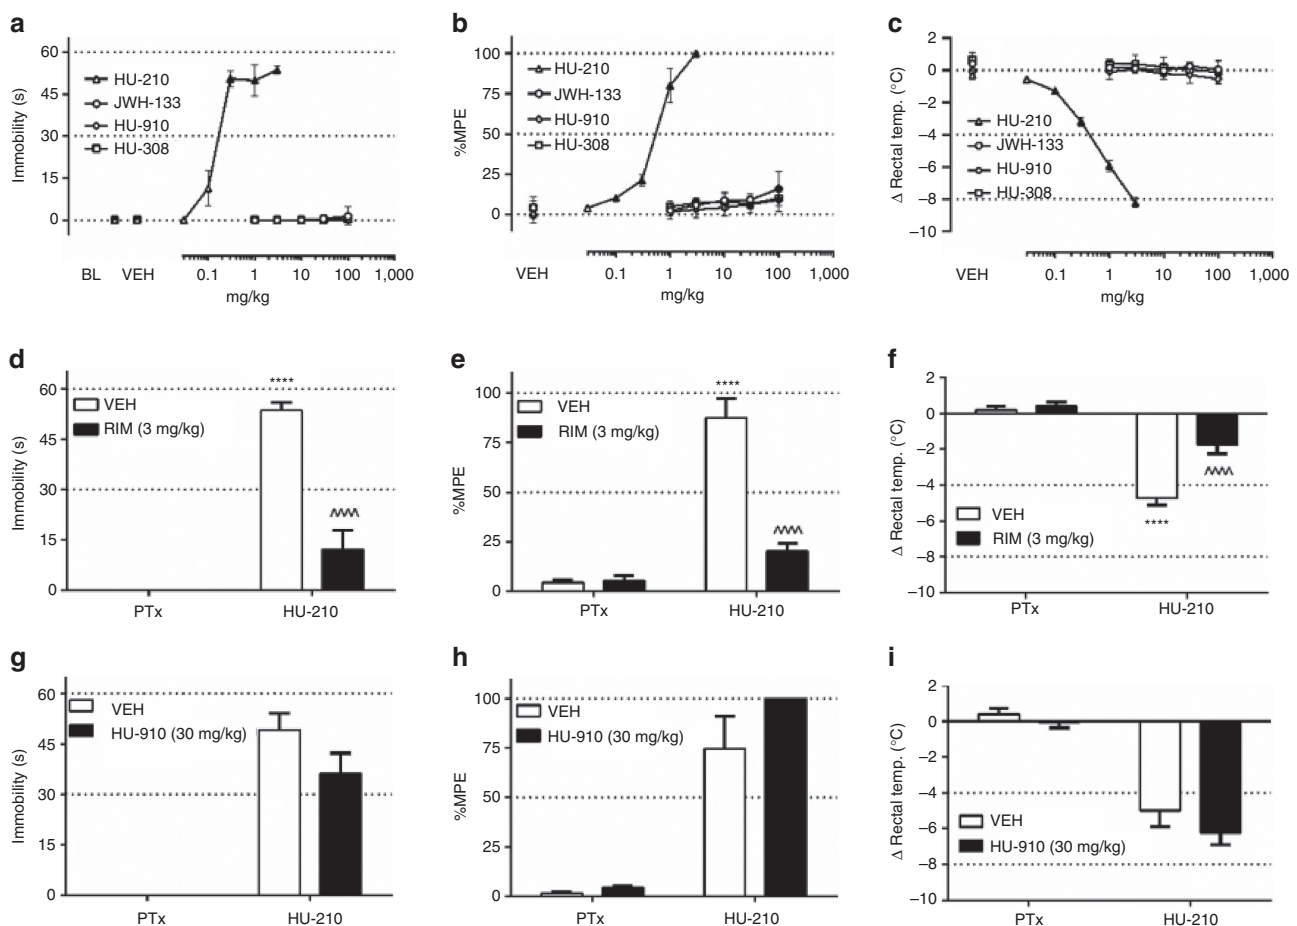 a
60
45
30
15
0
Immobility (s)
HU-210
JWH-133
HU-910
HU-308
BL VEH 0.1 1 10 100 1,000
mg/kg
b
100
75
50
25
0
%MPE
HU-210
JWH-133
HU-910
HU-308
VEH 0.1 1 10 100 1,000
mg/kg
c
2
0
−2
−4
−6
−8
−10
Δ Rectal temp. (°C)
HU-210
JWH-133
HU-910
HU-308
VEH 0.1 1 10 100 1,000
mg/kg
d
60
45
30
15
0
Immobility (s)
VEH
RIM (3 mg/kg)
****
^^^^
PTx HU-210
e
100
75
50
25
0
%MPE
VEH
RIM (3 mg/kg)
****
^^^^
PTx HU-210
f
2
0
−2
−4
−6
−8
−10
Δ Rectal temp. (°C)
^^^^
VEH
RIM (3 mg/kg)
****
PTx HU-210
g
60
45
30
15
0
Immobility (s)
VEH
HU-910 (30 mg/kg)
PTx HU-210
h
100
75
50
25
0
%MPE
VEH
HU-910 (30 mg/kg)
PTx HU-210
i
2
0
−2
−4
−6
−8
−10
Δ Rectal temp. (°C)
VEH
HU-910 (30 mg/kg)
PTx HU-210